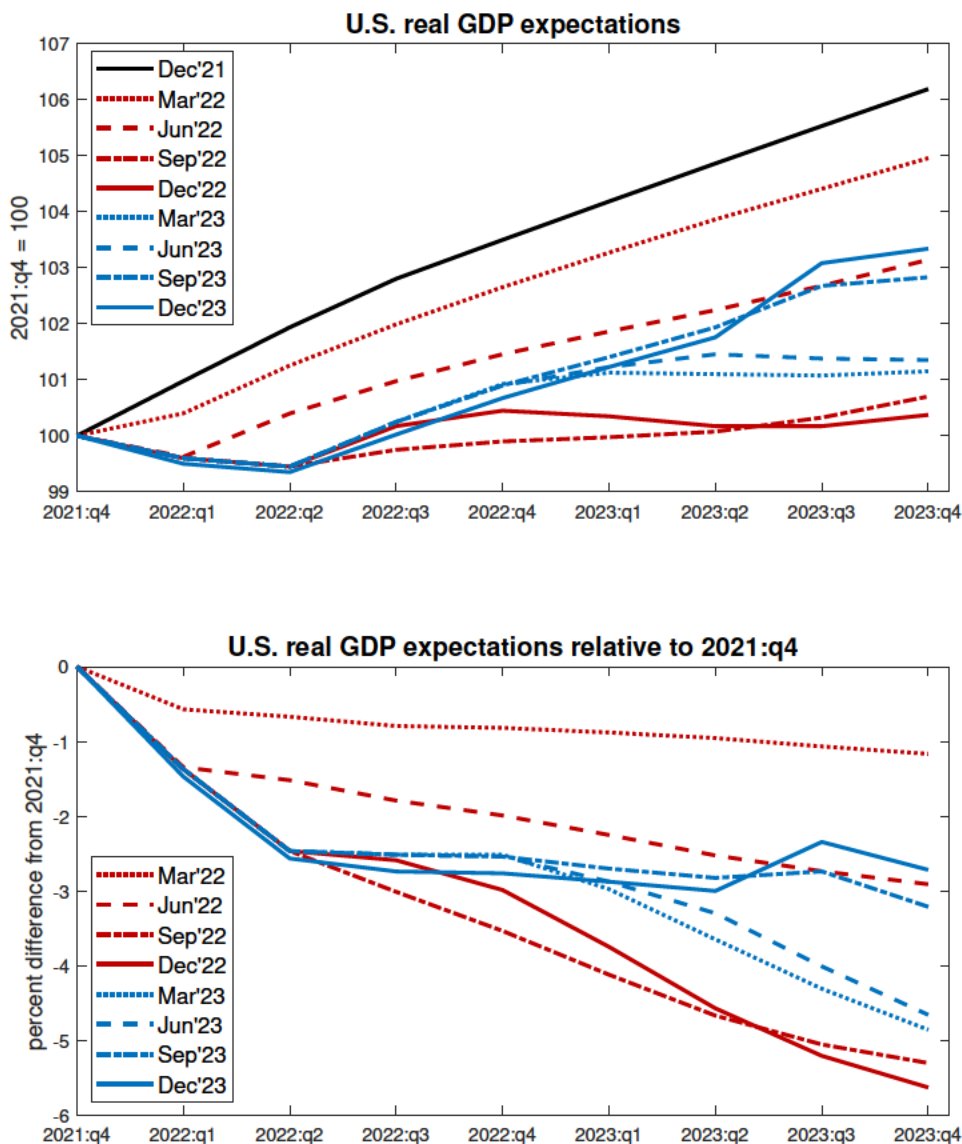 U.S. real GDP expectations
107
106
105
104
103
102
101
100
99
2021:q4 = 100
Dec'21
Mar'22
Jun'22
Sep'22
Dec'22
Mar'23
Jun'23
Sep'23
Dec'23
2021:q4 2022:q1 2022:q2 2022:q3 2022:q4 2023:q1 2023:q2 2023:q3 2023:q4
U.S. real GDP expectations relative to 2021:q4
0
-1
-2
-3
-4
-5
-6
percent difference from 2021:q4
Mar'22
Jun'22
Sep'22
Dec'22
Mar'23
Jun'23
Sep'23
Dec'23
2021:q4 2022:q1 2022:q2 2022:q3 2022:q4 2023:q1 2023:q2 2023:q3 2023:q4